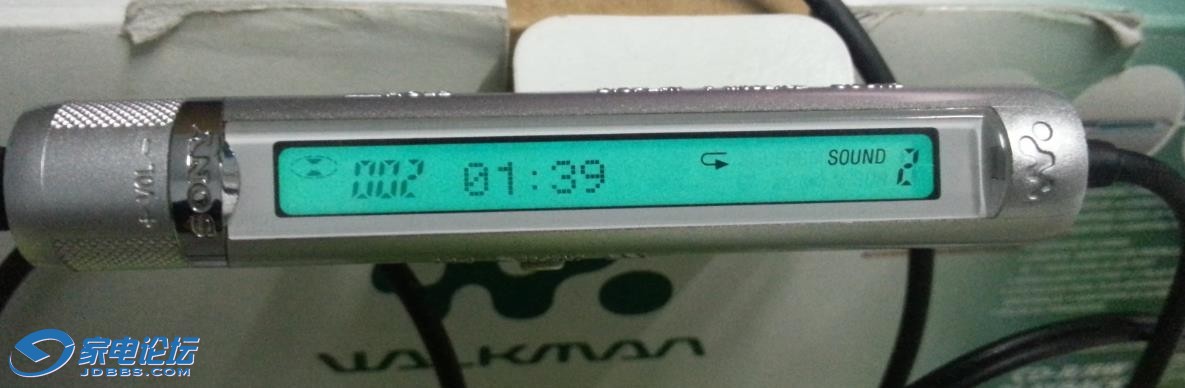 - VOL +
SONY
002 01:39 SOUND 2
WALKMAN
家电论坛
JDBBS.COM